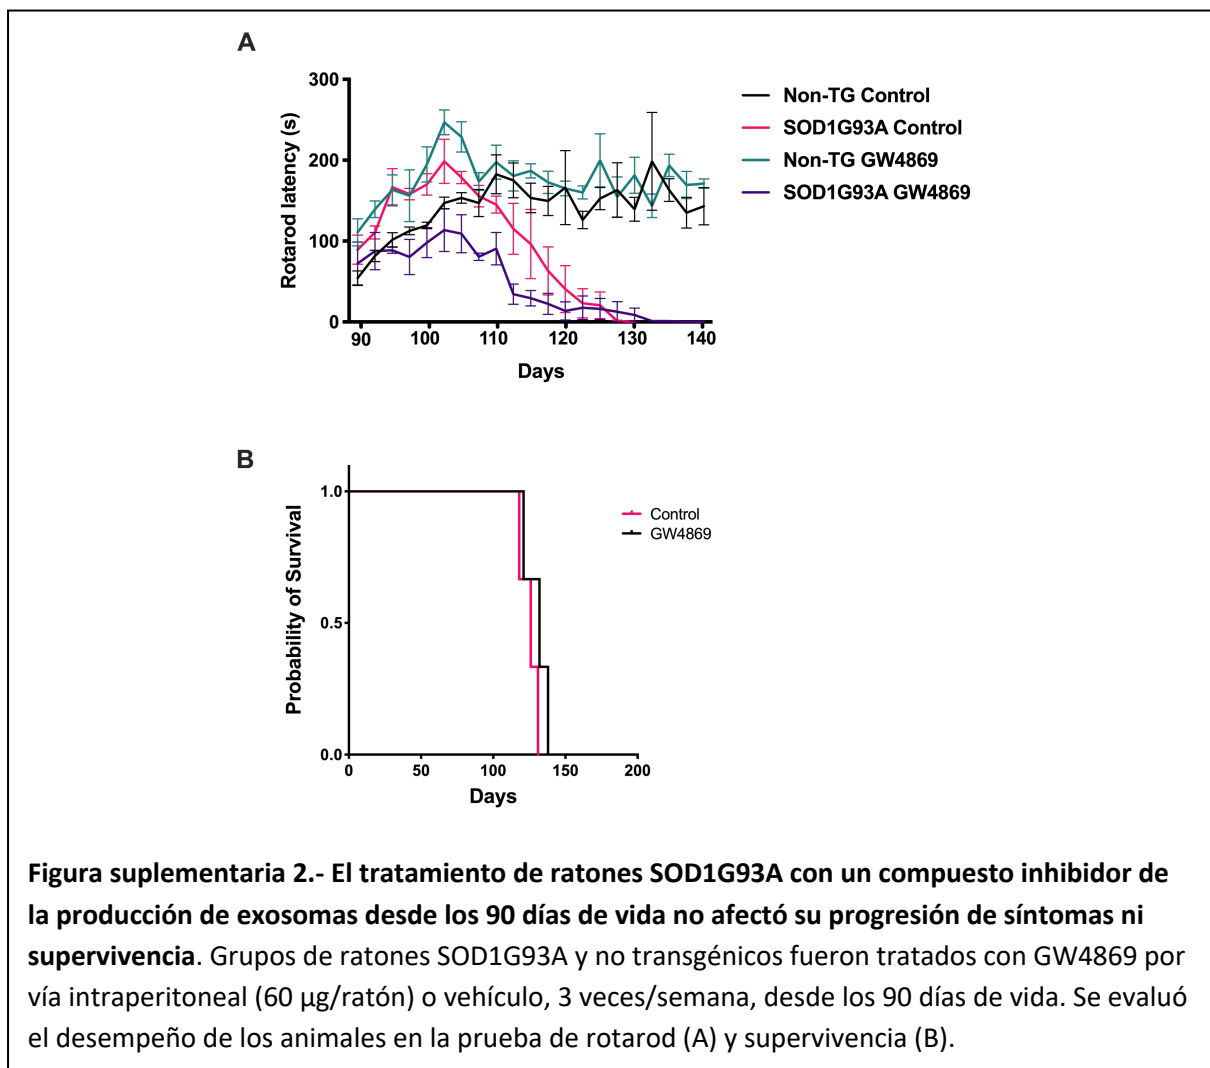 A
300
200
100
0
Rotarod latency (s)
90 100 110 120 130 140
Days
Non-TG Control
SOD1G93A Control
Non-TG GW4869
SOD1G93A GW4869
B
1.0
0.5
0.0
Probability of Survival
0 50 100 150 200
Days
Control
GW4869
Figura suplementaria 2.- El tratamiento de ratones SOD1G93A con un compuesto inhibidor de
la producción de exosomas desde los 90 días de vida no afectó su progresión de síntomas ni
supervivencia. Grupos de ratones SOD1G93A y no transgénicos fueron tratados con GW4869 por
vía intraperitoneal (60 µg/ratón) o vehículo, 3 veces/semana, desde los 90 días de vida. Se evaluó
el desempeño de los animales en la prueba de rotarod (A) y supervivencia (B).